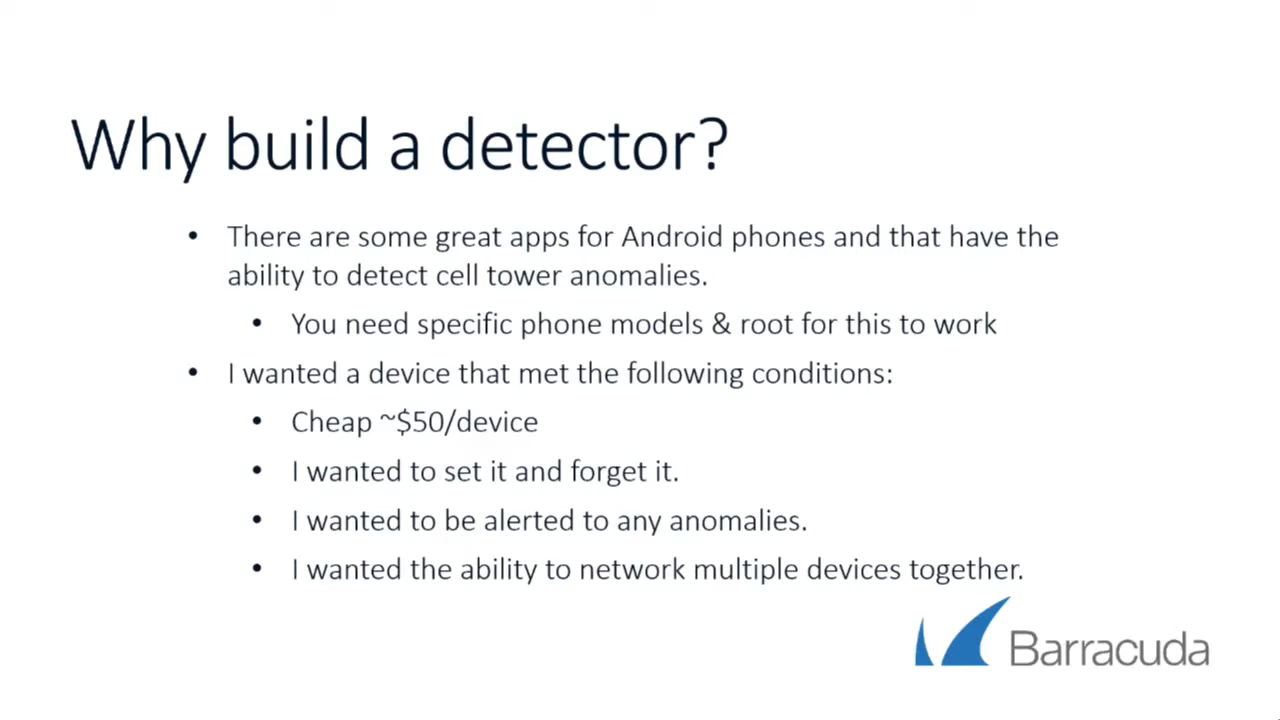 Why build a detector?
• There are some great apps for Android phones and that have the
ability to detect cell tower anomalies.
• You need specific phone models & root for this to work
• I wanted a device that met the following conditions:
• Cheap ~$50/device
• I wanted to set it and forget it.
• I wanted to be alerted to any anomalies.
• I wanted the ability to network multiple devices together.
Barracuda